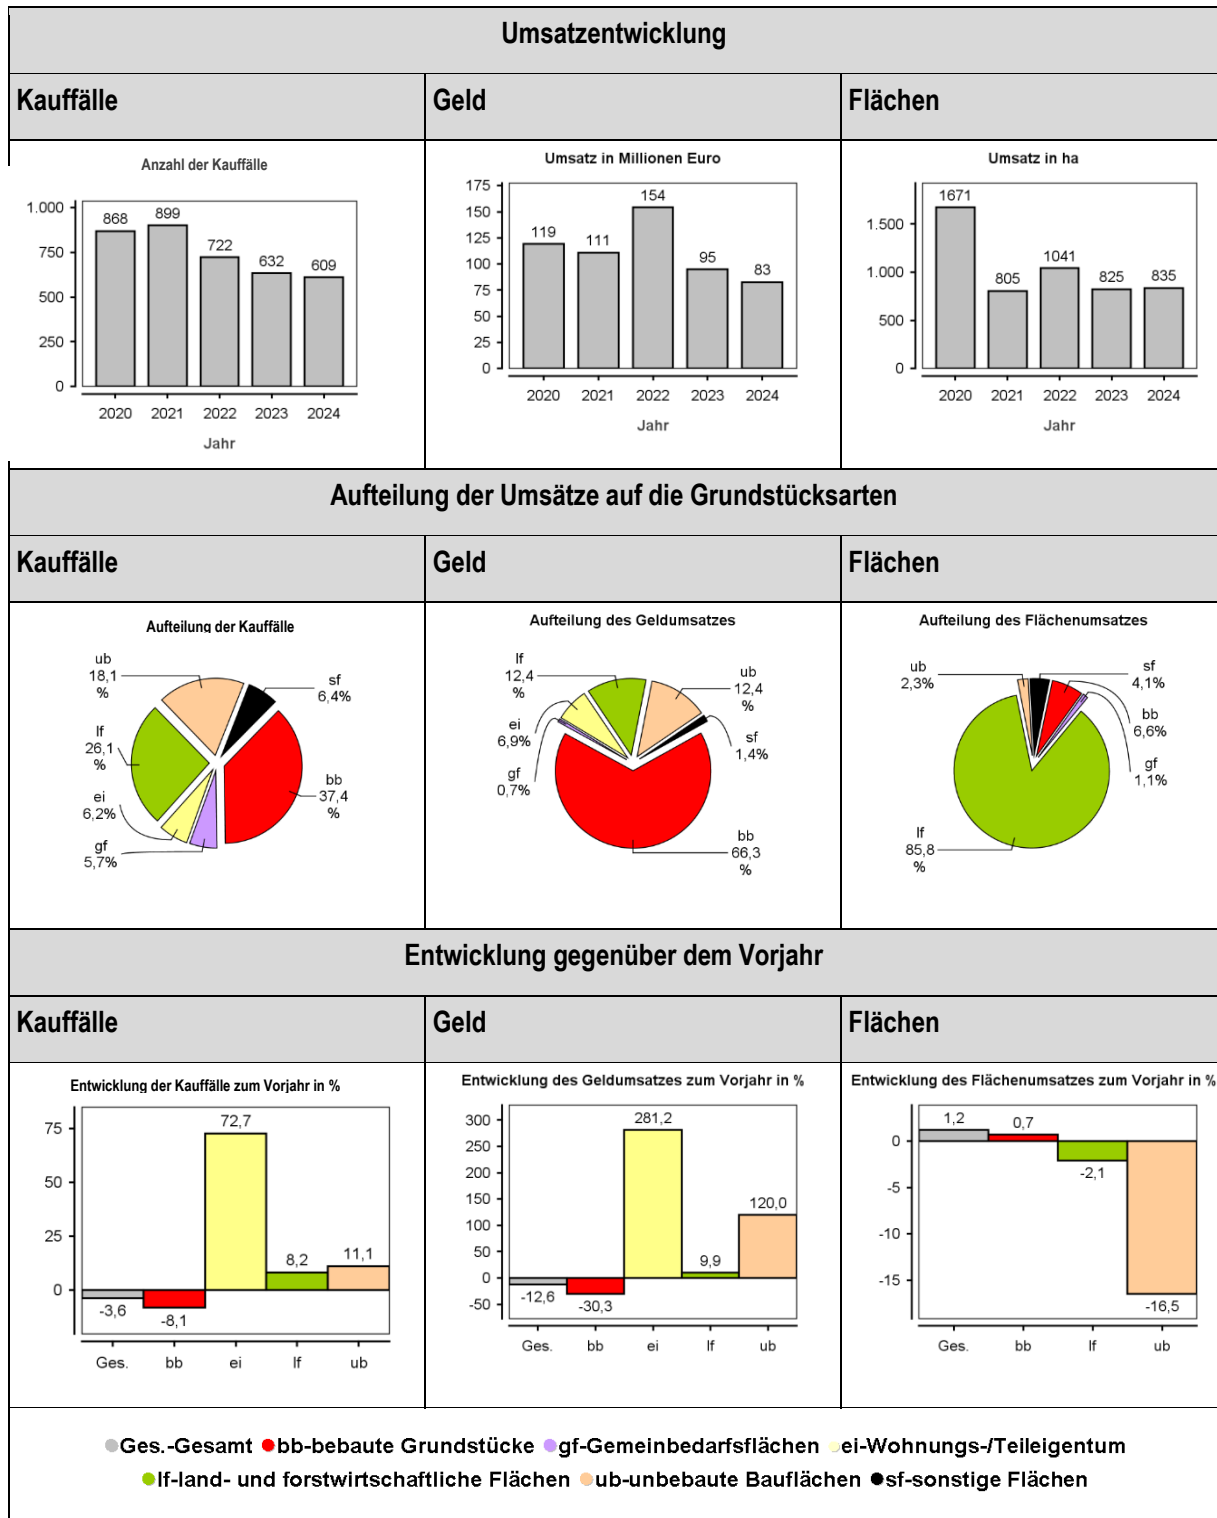 Umsatzentwicklung
Kauffälle
Geld
Flächen
Anzahl der Kauffälle
1.000
750
500
250
0
868
899
722
632
609
2020
2021
2022
2023
2024
Jahr
Umsatz in Millionen Euro
175
150
125
100
75
50
25
0
119
111
154
95
83
2020
2021
2022
2023
2024
Jahr
Umsatz in ha
1.500
1.000
500
0
1671
805
1041
825
835
2020
2021
2022
2023
2024
Jahr
Aufteilung der Umsätze auf die Grundstücksarten
Kauffälle
Geld
Flächen
Aufteilung der Kauffälle
ub
18,1
%
sf
6,4%
lf
26,1
%
bb
37,4
%
ei
6,2%
gf
5,7%
Aufteilung des Geldumsatzes
lf
12,4
%
ub
12,4
%
ei
6,9%
sf
1,4%
gf
0,7%
bb
66,3
%
Aufteilung des Flächenumsatzes
ub
2,3%
sf
4,1%
bb
6,6%
gf
1,1%
lf
85,8
%
Entwicklung gegenüber dem Vorjahr
Kauffälle
Geld
Flächen
Entwicklung der Kauffälle zum Vorjahr in %
75
50
25
0
-3,6
-8,1
72,7
8,2
11,1
Ges.
bb
ei
lf
ub
Entwicklung des Geldumsatzes zum Vorjahr in %
300
250
200
150
100
50
0
-50
-12,6
-30,3
281,2
9,9
120,0
Ges.
bb
ei
lf
ub
Entwicklung des Flächenumsatzes zum Vorjahr in %
0
-5
-10
-15
1,2
0,7
-2,1
-16,5
Ges.
bb
lf
ub
Ges.-Gesamt bb-bebaute Grundstücke gf-Gemeinbedarfsflächen ei-Wohnungs-/Teileigentum
lf-land- und forstwirtschaftliche Flächen ub-unbebaute Bauflächen sf-sonstige Flächen